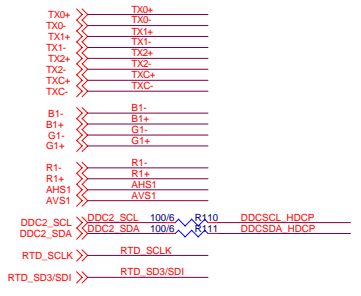 TX0+ TX0+
TX0- TX0-
TX1+ TX1+
TX1- TX1-
TX2+ TX2+
TX2- TX2-
TXC+ TXC+
TXC- TXC-
B1- B1-
B1+ B1+
G1- G1-
G1+ G1+
R1- R1-
R1+ R1+
AHS1 AHS1
AVS1 AVS1
DDC2_SCL DDC2_SCL 100/6 R110 DDCSCL_HDCP
DDC2_SDA DDC2_SDA 100/6 R111 DDCSDA_HDCP
RTD_SCLK RTD_SCLK
RTD_SD3/SDI RTD_SD3/SDI